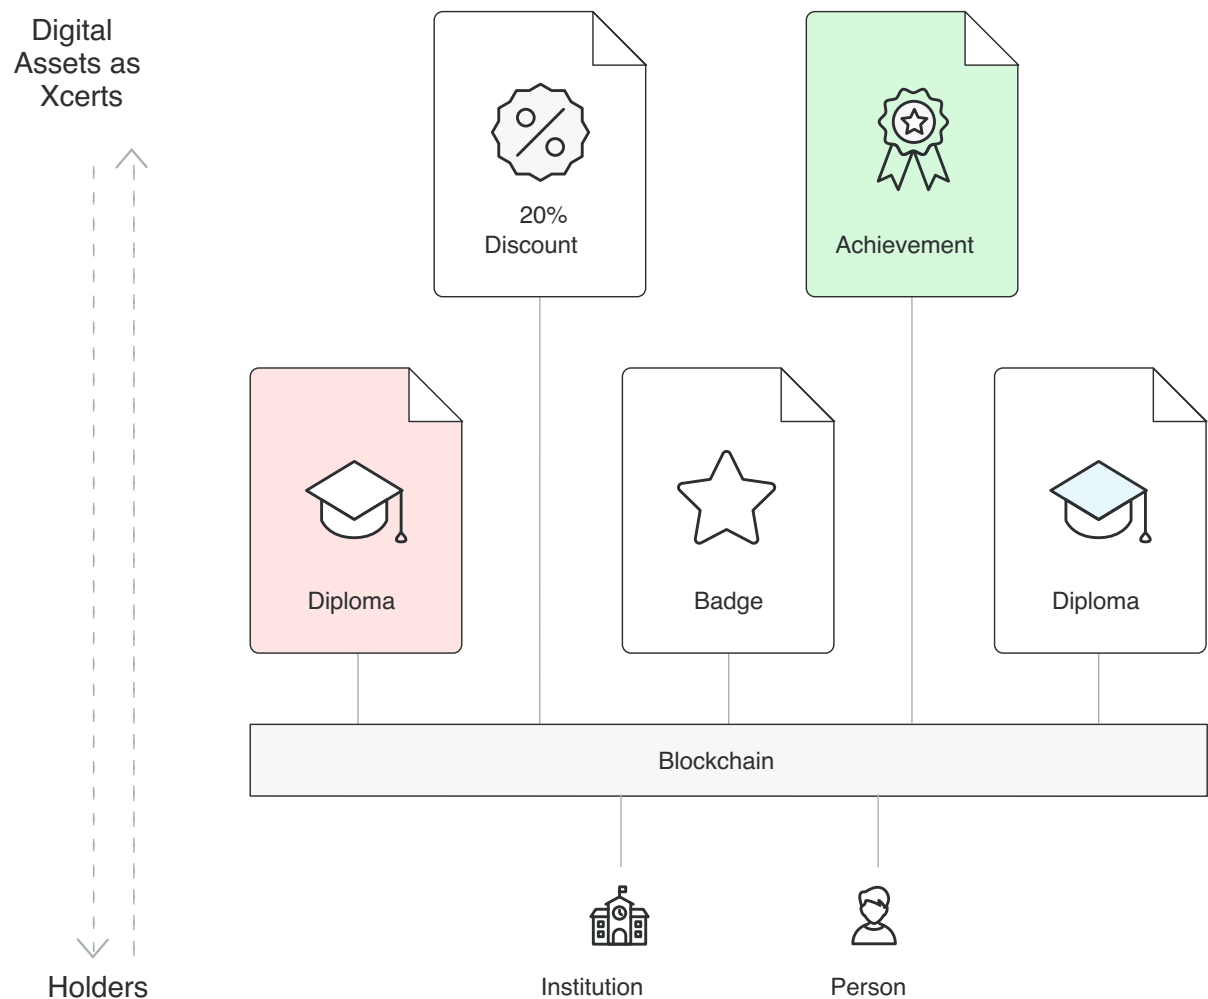 Digital
Assets as
Xcerts
20%
Discount
Achievement
Diploma
Badge
Diploma
Blockchain
Holders
Institution
Person